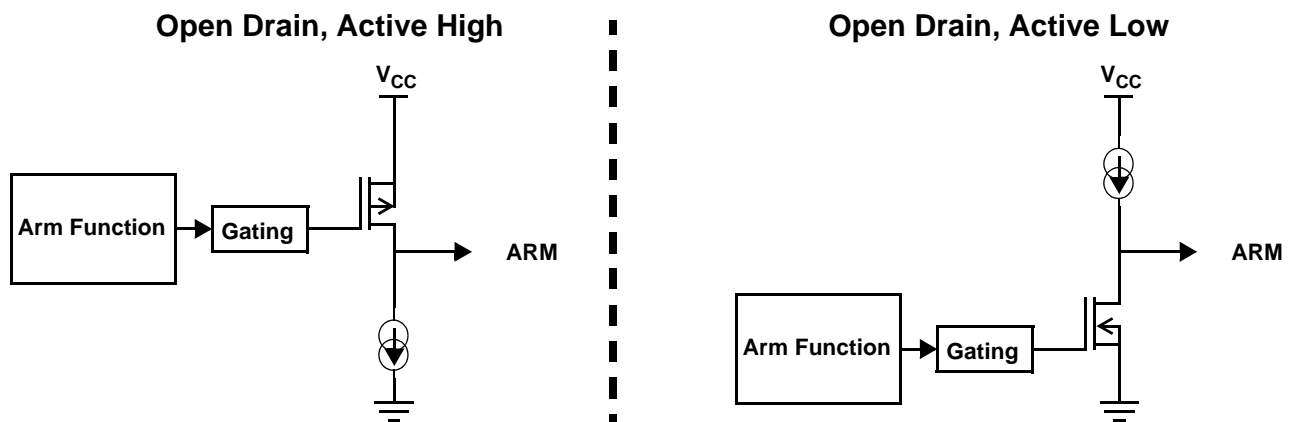 Open Drain, Active High
VCC
Arm Function
Gating
ARM
Open Drain, Active Low
VCC
ARM
Arm Function
Gating